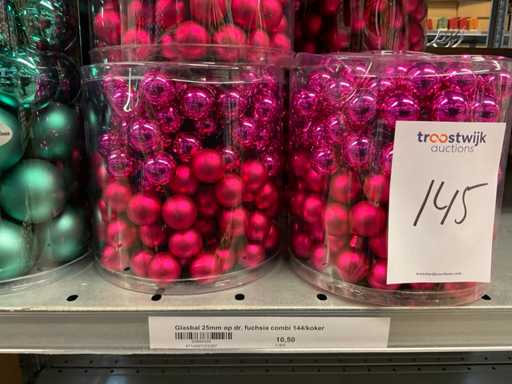 troostwijk
auctions
145
Glasbal 25mm op dr, fuchsia combi 144/koker
10,50